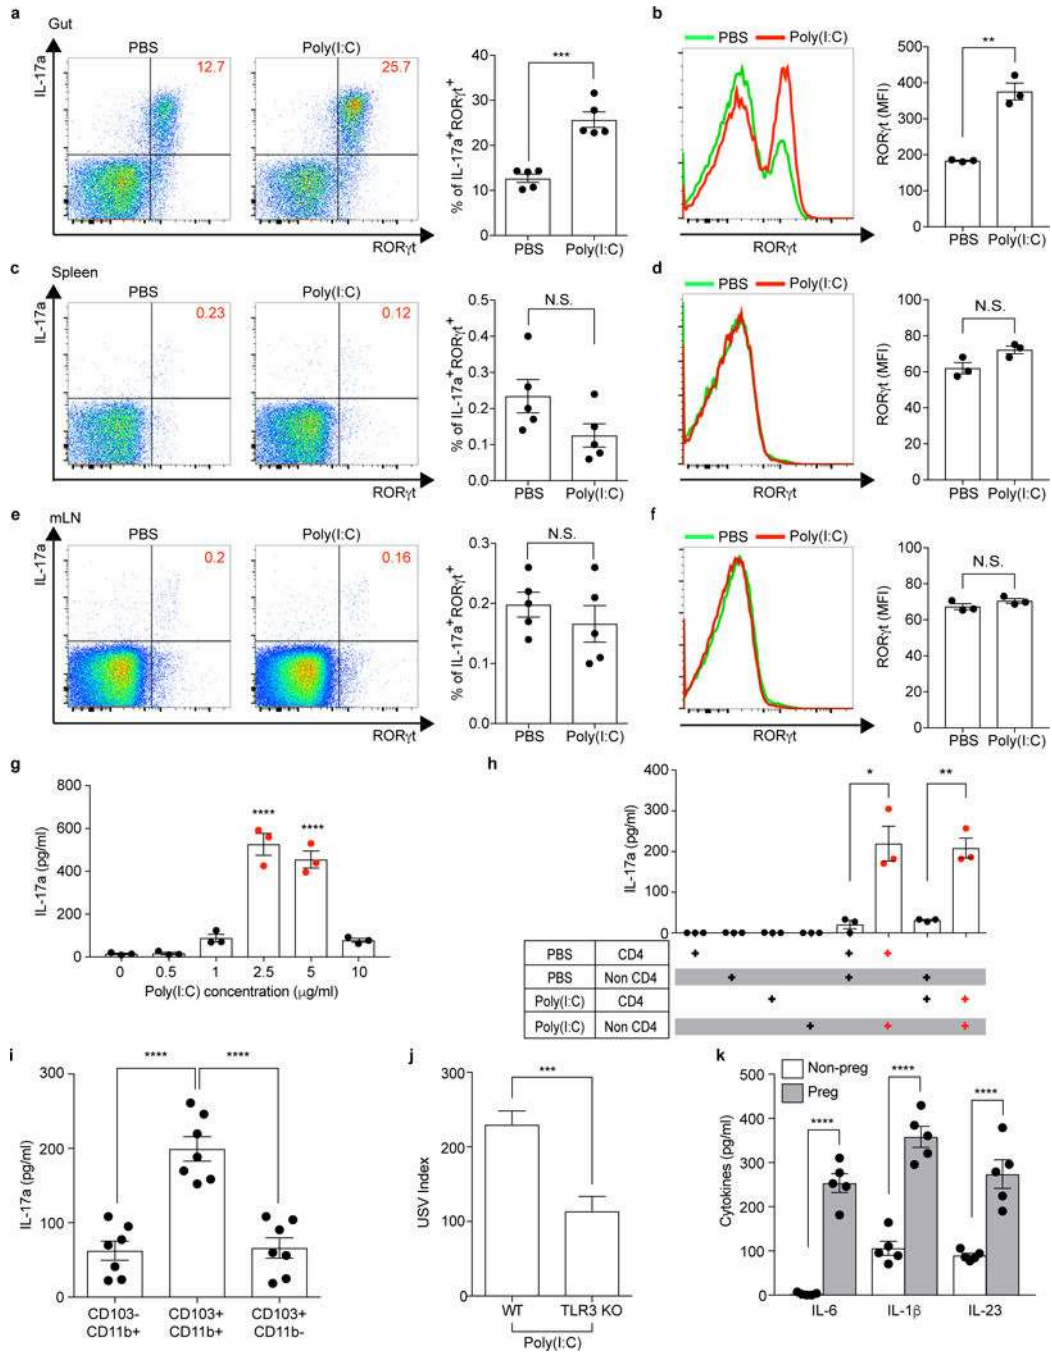 a
Gut
PBS
Poly(I:C)
12.7
25.7
IL-17a
RORγt
% of IL-17a+RORγt+
40
30
20
10
0
***
PBS
Poly(I:C)
b
PBS
Poly(I:C)
RORγt
RORγt (MFI)
500
400
300
200
100
0
**
PBS
Poly(I:C)
c
Spleen
PBS
Poly(I:C)
0.23
0.12
IL-17a
RORγt
% of IL-17a+RORγt+
0.5
0.4
0.3
0.2
0.1
0.0
N.S.
PBS
Poly(I:C)
d
PBS
Poly(I:C)
RORγt
RORγt (MFI)
100
80
60
40
20
0
N.S.
PBS
Poly(I:C)
e
mLN
PBS
Poly(I:C)
0.2
0.16
IL-17a
RORγt
% of IL-17a+RORγt+
0.3
0.2
0.1
0.0
N.S.
PBS
Poly(I:C)
f
PBS
Poly(I:C)
RORγt
RORγt (MFI)
100
80
60
40
20
0
N.S.
PBS
Poly(I:C)
g
IL-17a (pg/ml)
800
600
400
200
0
****
****
0 0.5 1 2.5 5 10
Poly(I:C) concentration (μg/ml)
h
IL-17a (pg/ml)
400
300
200
100
0
*
**
PBS CD4 + + +
PBS Non CD4 + + +
Poly(I:C) CD4 + + +
Poly(I:C) Non CD4 + + +
i
IL-17a (pg/ml)
300
200
100
0
****
****
CD103- CD103+ CD103+
CD11b+ CD11b+ CD11b-
j
USV Index
300
200
100
0
***
WT TLR3 KO
Poly(I:C)
k
Non-preg
Preg
Cytokines (pg/ml)
500
400
300
200
100
0
****
****
****
IL-6 IL-1β IL-23